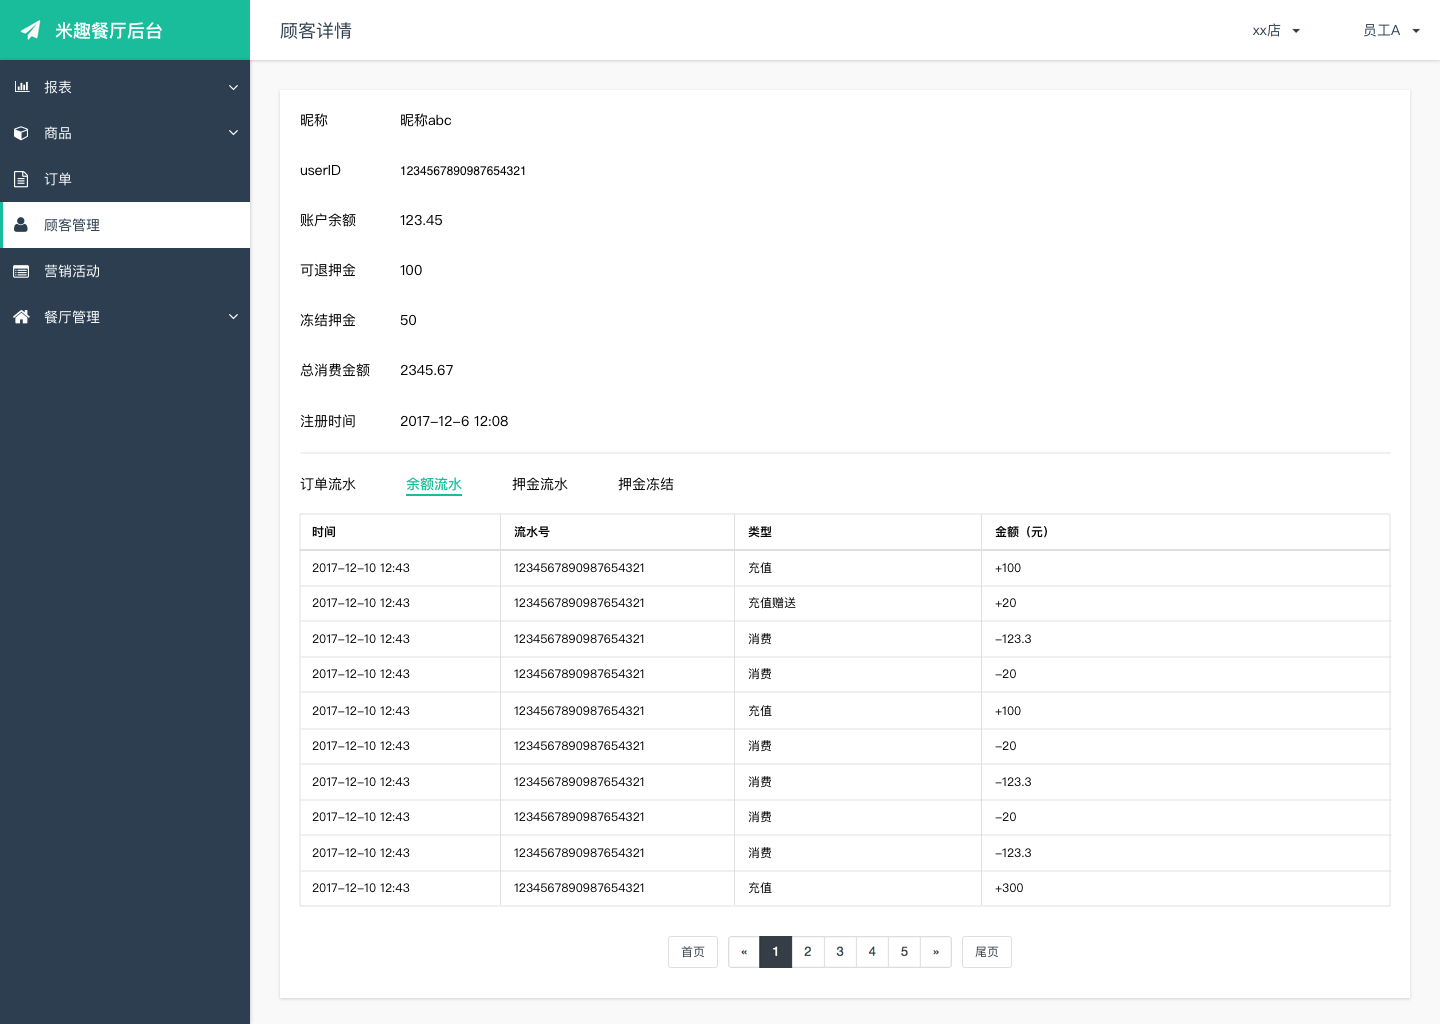 米趣餐厅后台
顾客详情
xx店
员工A
报表
商品
订单
顾客管理
营销活动
餐厅管理
昵称 昵称abc
userID 1234567890987654321
账户余额 123.45
可退押金 100
冻结押金 50
总消费金额 2345.67
注册时间 2017-12-6 12:08
订单流水 余额流水 押金流水 押金冻结
时间 流水号 类型 金额（元）
2017-12-10 12:43 1234567890987654321 充值 +100
2017-12-10 12:43 1234567890987654321 充值赠送 +20
2017-12-10 12:43 1234567890987654321 消费 -123.3
2017-12-10 12:43 1234567890987654321 消费 -20
2017-12-10 12:43 1234567890987654321 充值 +100
2017-12-10 12:43 1234567890987654321 消费 -20
2017-12-10 12:43 1234567890987654321 消费 -123.3
2017-12-10 12:43 1234567890987654321 消费 -20
2017-12-10 12:43 1234567890987654321 消费 -123.3
2017-12-10 12:43 1234567890987654321 充值 +300
首页 « 1 2 3 4 5 » 尾页